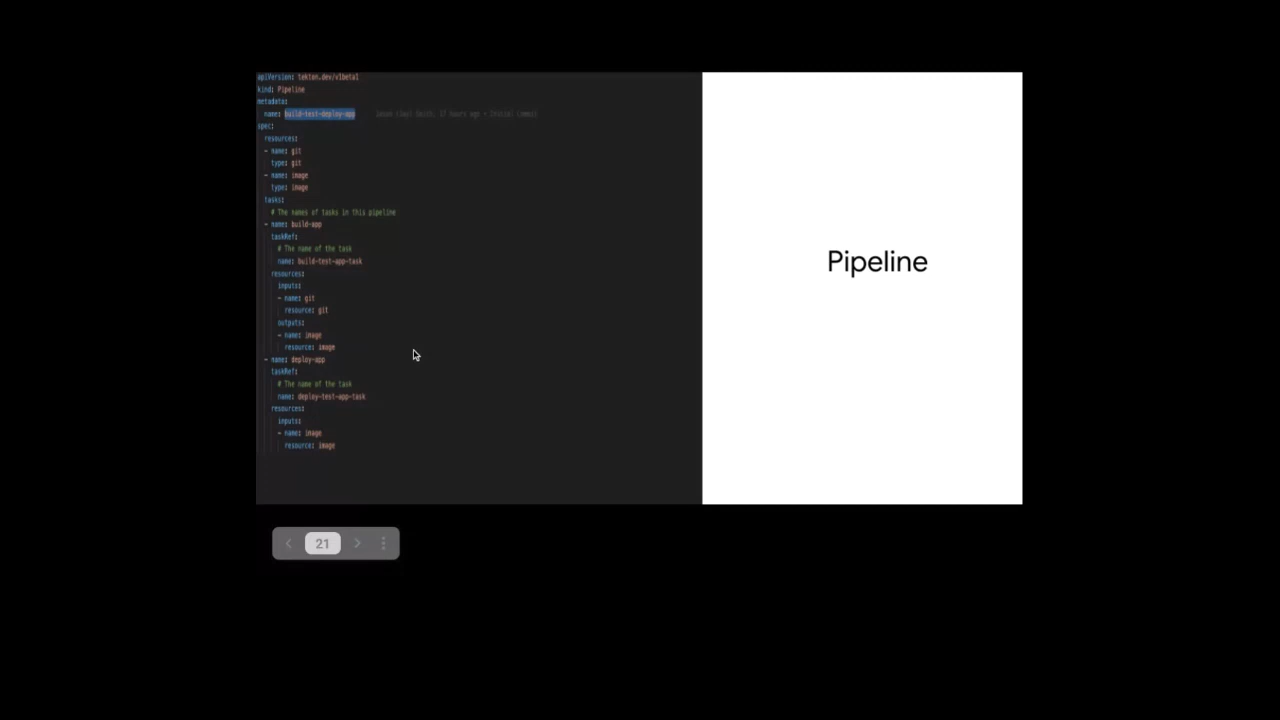 apiVersion: tekton.dev/v1beta1
kind: Pipeline
metadata:
  name: build-test-deploy-app
spec:
  resources:
  - name: git
    type: git
  - name: image
    type: image
  tasks:
    # The names of tasks in this pipeline
  - name: build-app
    taskRef:
      # The name of the task
      name: build-test-app-task
    resources:
      inputs:
      - name: git
        resource: git
      outputs:
      - name: image
        resource: image
  - name: deploy-app
    taskRef:
      # The name of the task
      name: deploy-test-app-task
    resources:
      inputs:
      - name: image
        resource: image
Pipeline
21